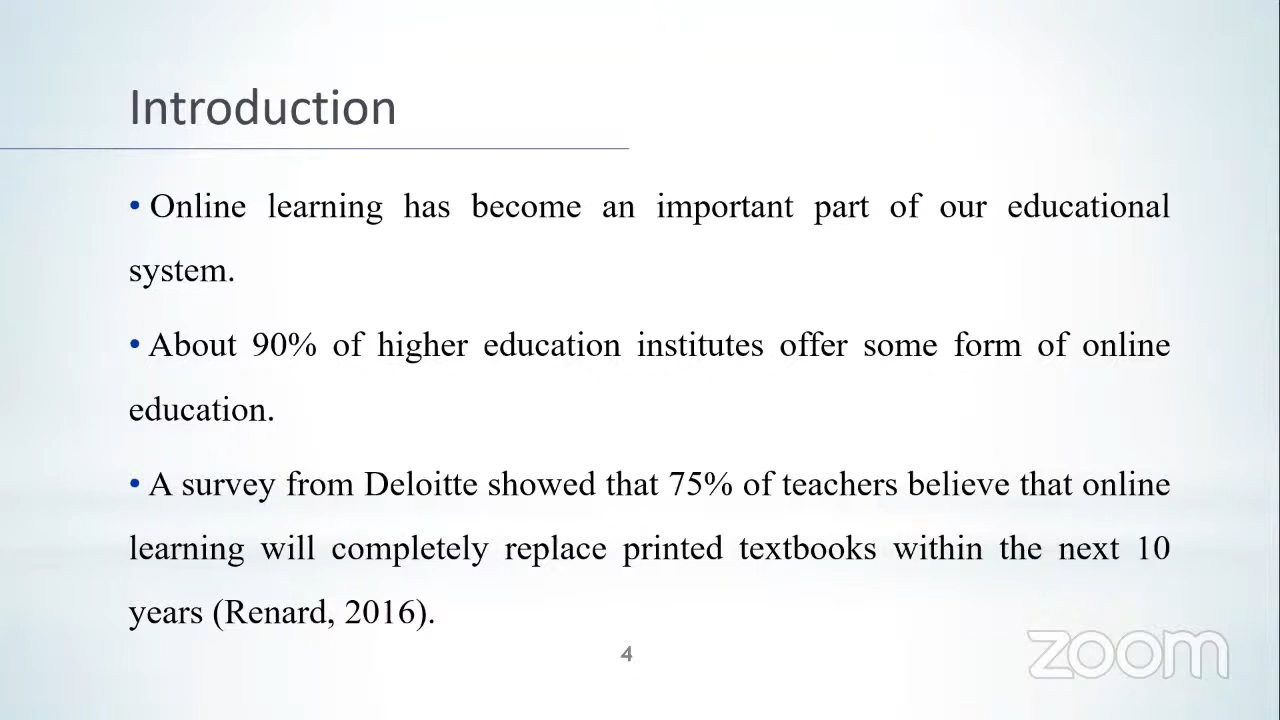 Introduction
• Online learning has become an important part of our educational
system.
• About 90% of higher education institutes offer some form of online
education.
• A survey from Deloitte showed that 75% of teachers believe that online
learning will completely replace printed textbooks within the next 10
years (Renard, 2016).
4
zoom